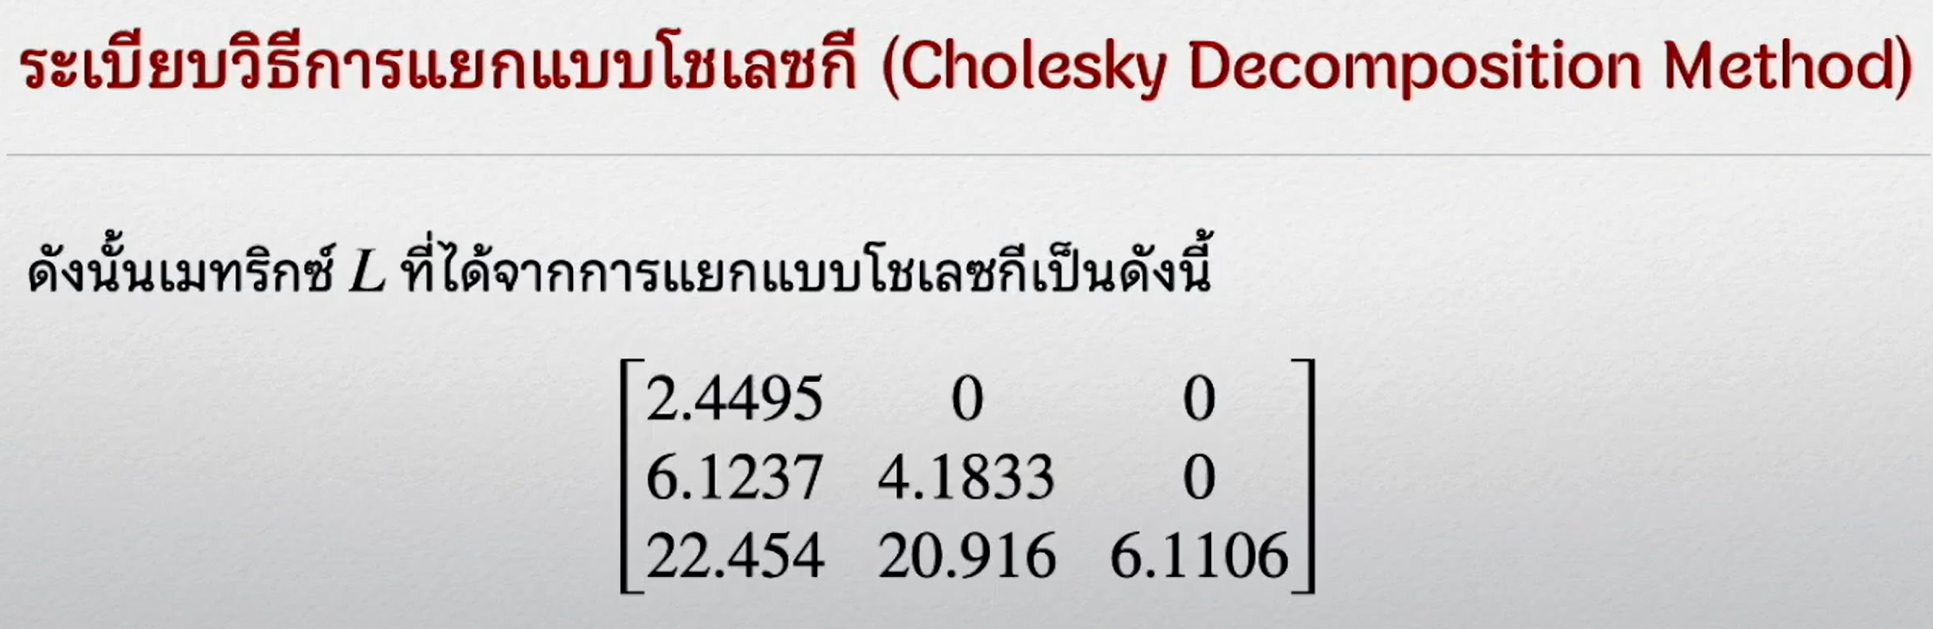 ระเบียบวิธีการแยกแบบโชเลซกี (Cholesky Decomposition Method)
ดังนั้นเมทริกซ์ L ที่ได้จากการแยกแบบโชเลซกีเป็นดังนี้
2.4495 0 0
6.1237 4.1833 0
22.454 20.916 6.1106